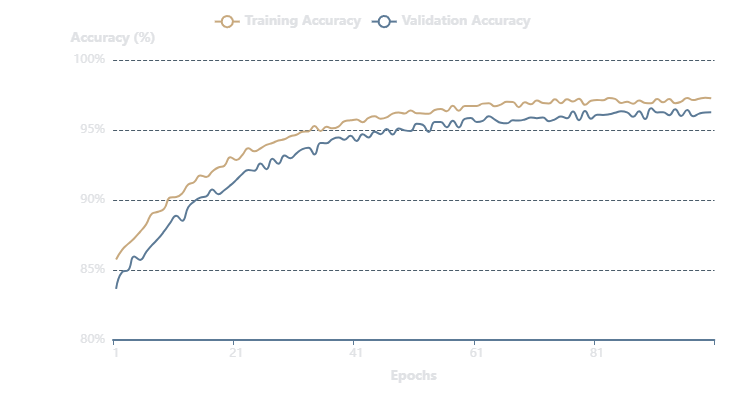 Training Accuracy Validation Accuracy
Accuracy (%)
100%
95%
90%
85%
80%
1 21 41 61 81
Epochs